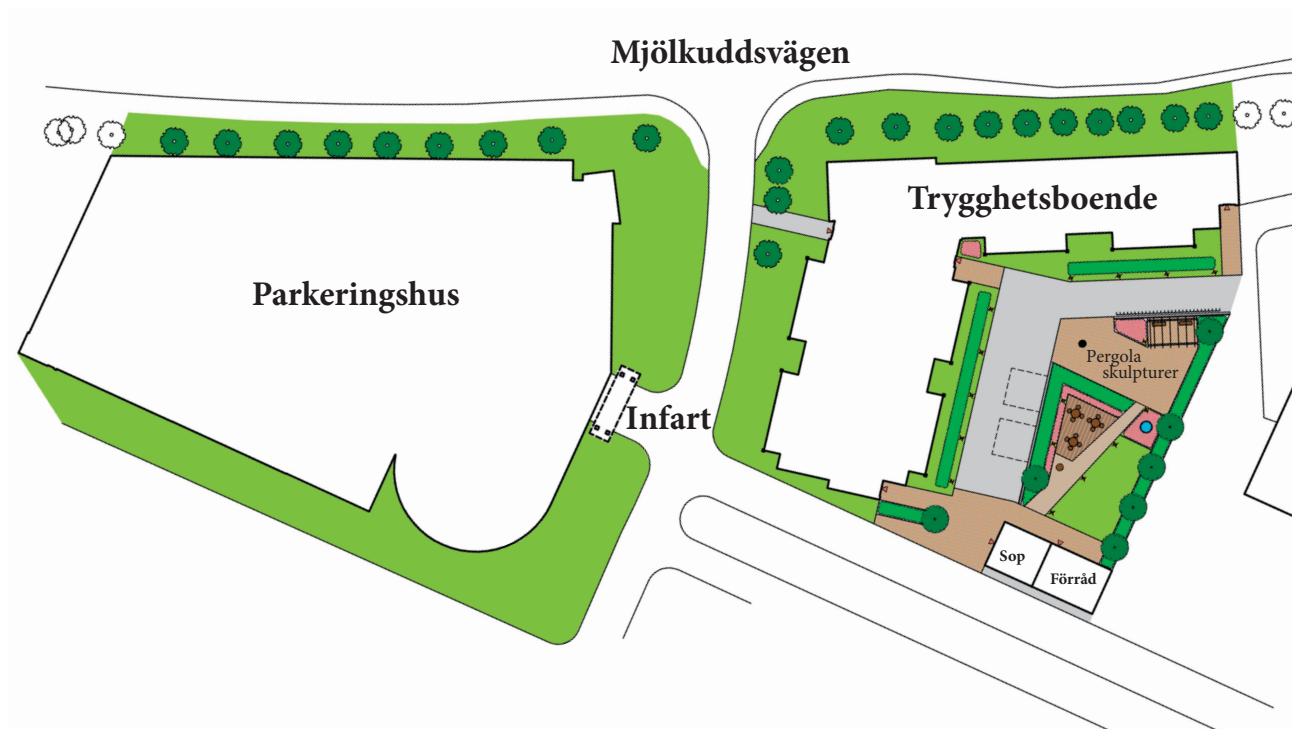 Mjölkuddsvägen
Trygghetsboende
Parkeringshus
Pergola
skulpturer
Infart
Sop
Förråd